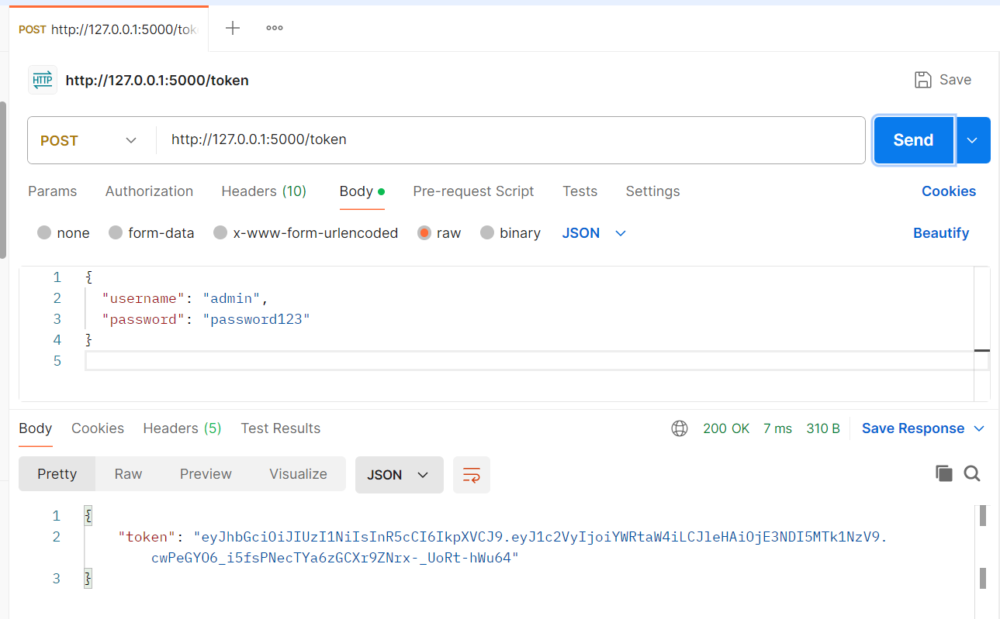 POST http://127.0.0.1:5000/tok
HTTP http://127.0.0.1:5000/token Save
POST http://127.0.0.1:5000/token Send
Params Authorization Headers (10) Body Pre-request Script Tests Settings Cookies
none form-data x-www-form-urlencoded raw binary JSON Beautify
1 {
2 "username": "admin",
3 "password": "password123"
4 }
5
Body Cookies Headers (5) Test Results 200 OK 7 ms 310 B Save Response
Pretty Raw Preview Visualize JSON
1 {
2 "token": "eyJhbGciOiJIUzI1NiIsInR5cCI6IkpXVCJ9.eyJ1c2VyIjoiYWRtaW4iLCJleHAiOjE3NDI5MTk1NzV9.
cwPeGYO6_i5fsPNecTYa6zGCXr9ZNrx-_UoRt-hWu64"
3 }